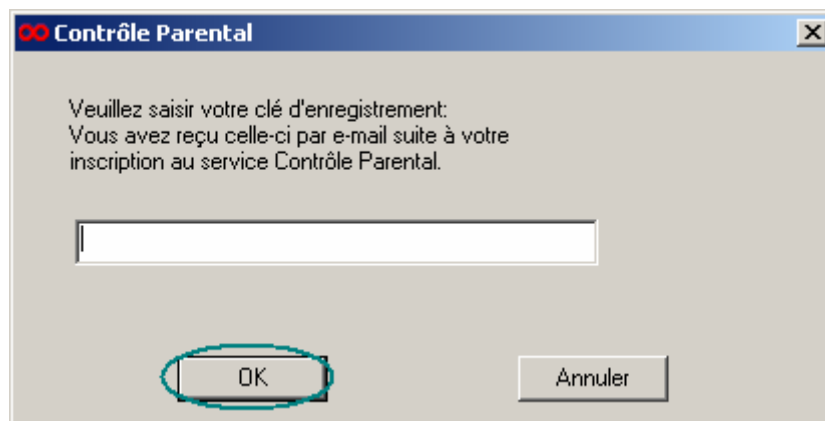 Contrôle Parental
Veuillez saisir votre clé d'enregistrement:
Vous avez reçu celle-ci par e-mail suite à votre
inscription au service Contrôle Parental.
OK
Annuler